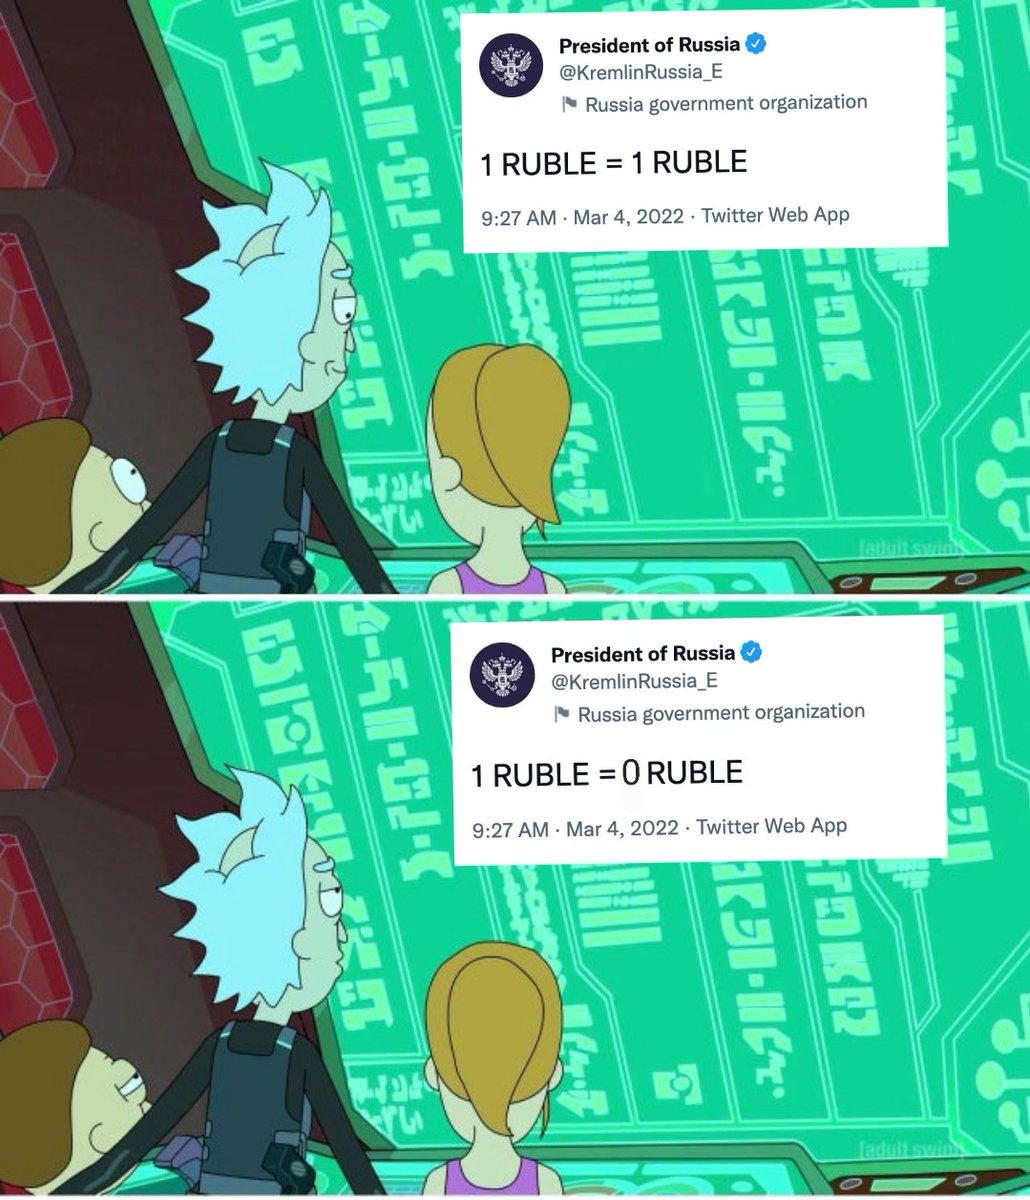 President of Russia
@KremlinRussia_E
Russia government organization
1 RUBLE = 1 RUBLE
9:27 AM · Mar 4, 2022 · Twitter Web App
[adult swim]
President of Russia
@KremlinRussia_E
Russia government organization
1 RUBLE = 0 RUBLE
9:27 AM · Mar 4, 2022 · Twitter Web App
[adult swim]